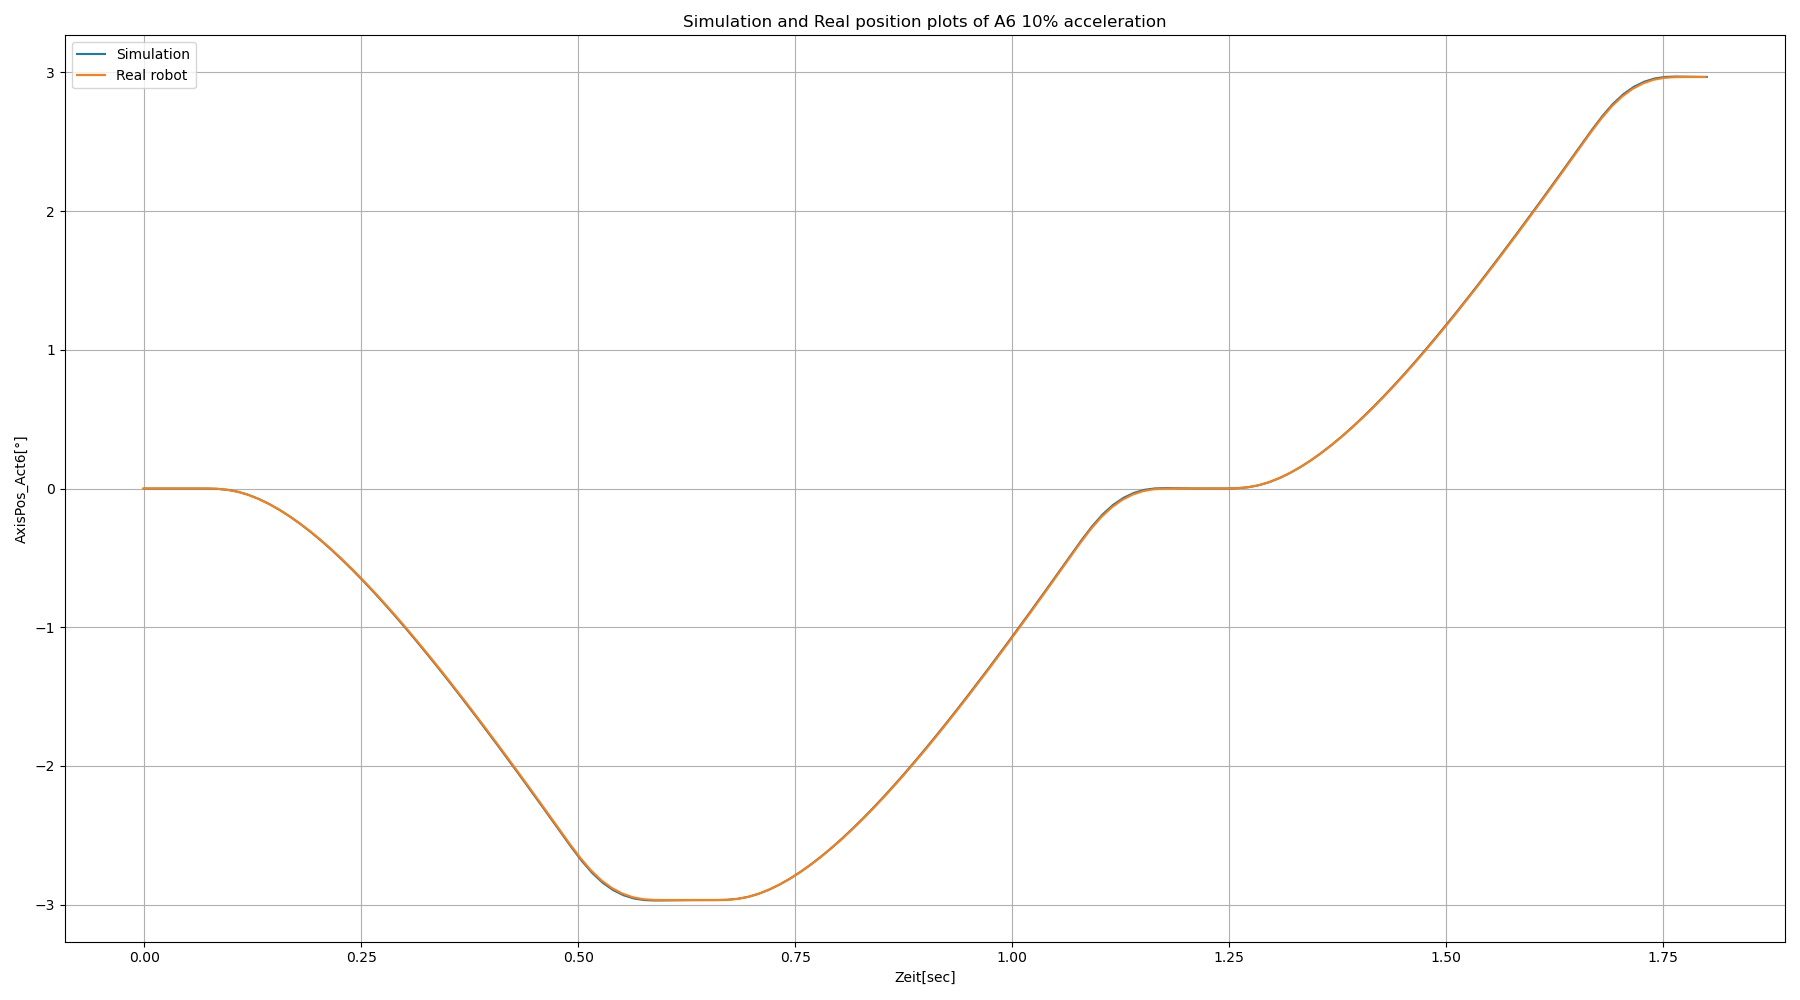 Simulation and Real position plots of A6 10% acceleration
Simulation
Real robot
3
2
1
0
−1
−2
−3
AxisPos_Act6[°]
0.00 0.25 0.50 0.75 1.00 1.25 1.50 1.75
Zeit[sec]